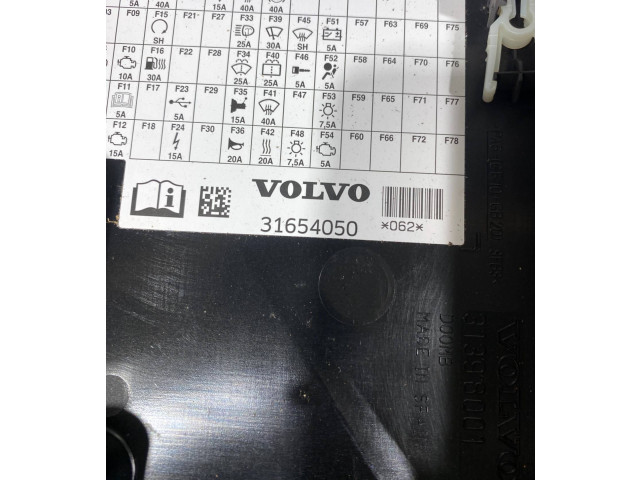 5A 40A 15A 40A 40A 5A
F09 F15 F21 F27 F33 F39 F45 F51 F57 F63 F69 F75
SH 25A 30A SH 5A
F10 F16 F22 F28 F34 F40 F46 F52 F58 F64 F70 F76
10A 30A 25A 25A 5A 5A
F11 F17 F23 F29 F35 F41 F47 F53 F59 F65 F71 F77
5A 5A 15A 40A 7,5A
F12 F18 F24 F30 F36 F42 F48 F54 F60 F66 F72 F78
15A 15A 20A 20A 7,5A 5A
i VOLVO
31654050 *062*
MADE IN
VOLVO